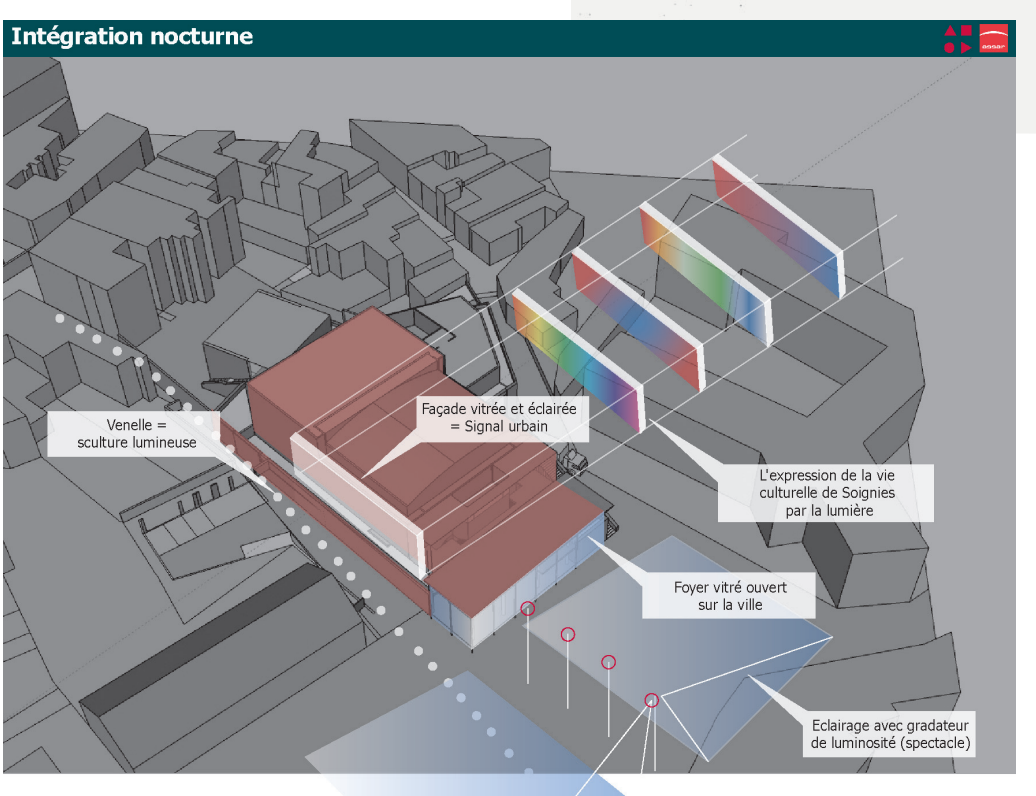 Intégration nocturne
assar
Façade vitrée et éclairée
= Signal urbain
Venelle =
sculture lumineuse
L'expression de la vie
culturelle de Soignies
par la lumière
Foyer vitré ouvert
sur la ville
Eclairage avec gradateur
de luminosité (spectacle)